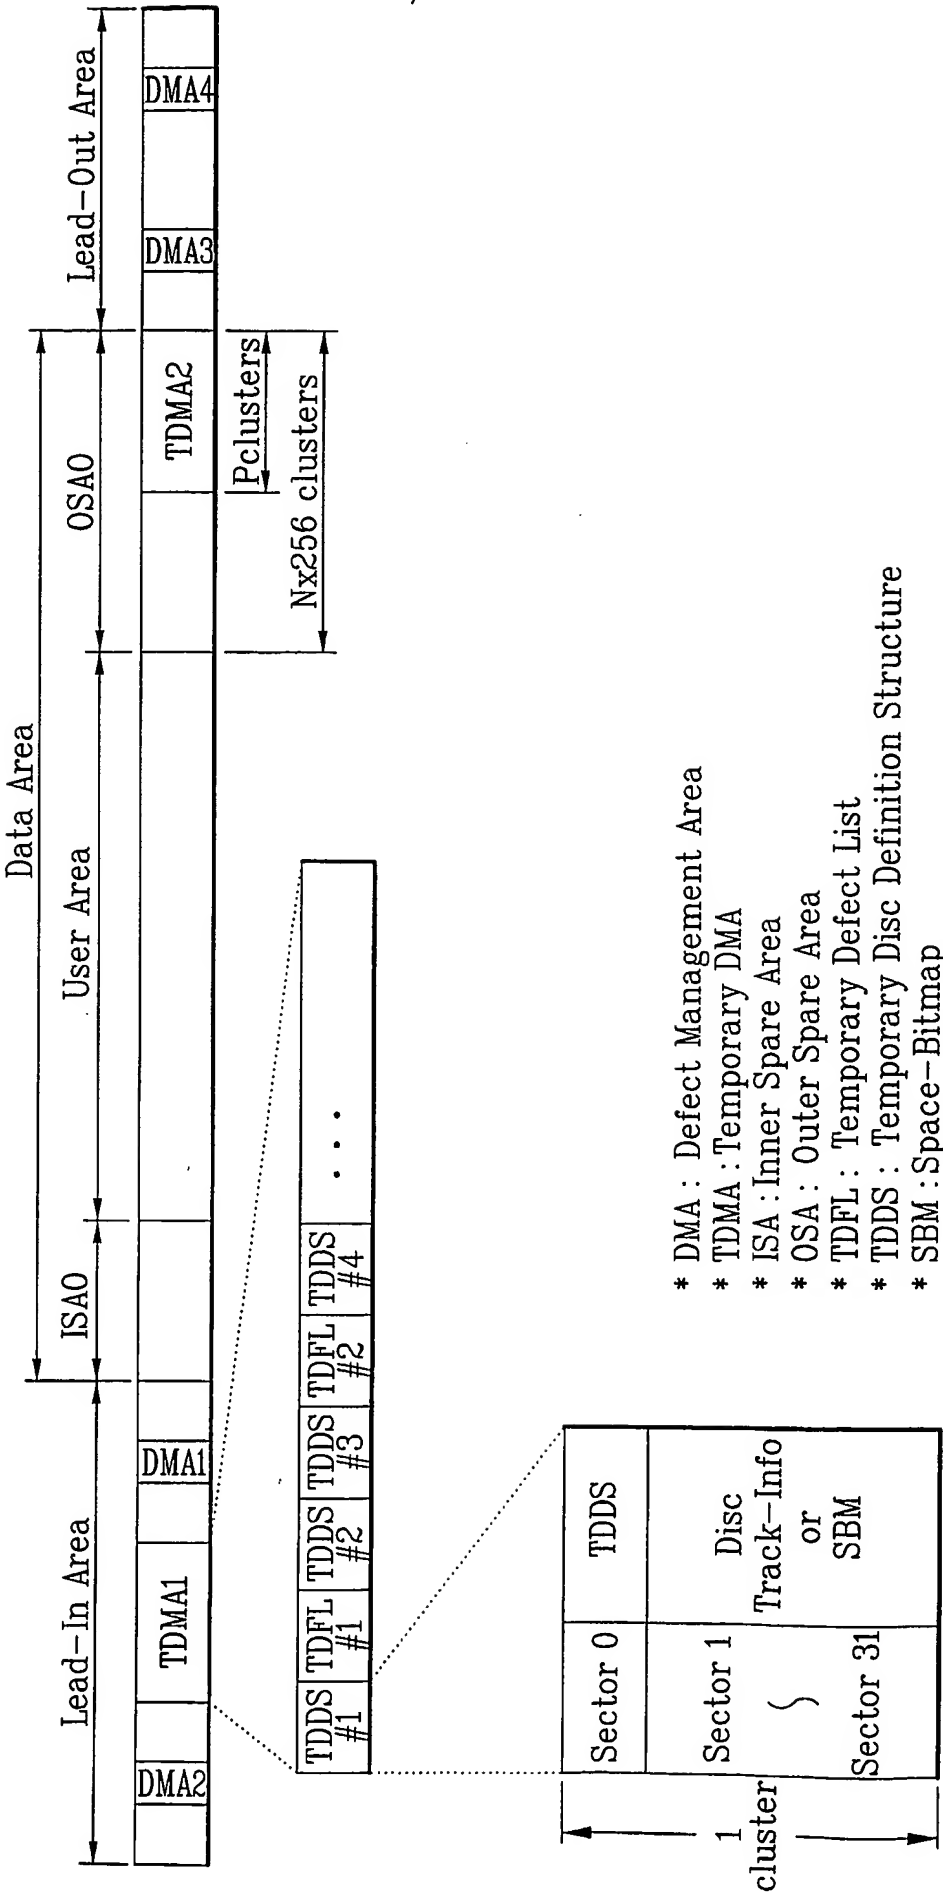 Data Area
Lead-In Area
ISA0
User Area
OSA0
Lead-Out Area
DMA2
TDMA1
DMA1
TDMA2
DMA3
DMA4
Pclusters
Nx256 clusters
TDDS #1
TDFL #1
TDDS #2
TDDS #3
TDFL #2
TDDS #4
• • •
1 cluster
Sector 0
TDDS
Sector 1
~
Sector 31
Disc
Track-Info
or
SBM
* DMA : Defect Management Area
* TDMA : Temporary DMA
* ISA : Inner Spare Area
* OSA : Outer Spare Area
* TDFL : Temporary Defect List
* TDDS : Temporary Disc Definition Structure
* SBM : Space-Bitmap